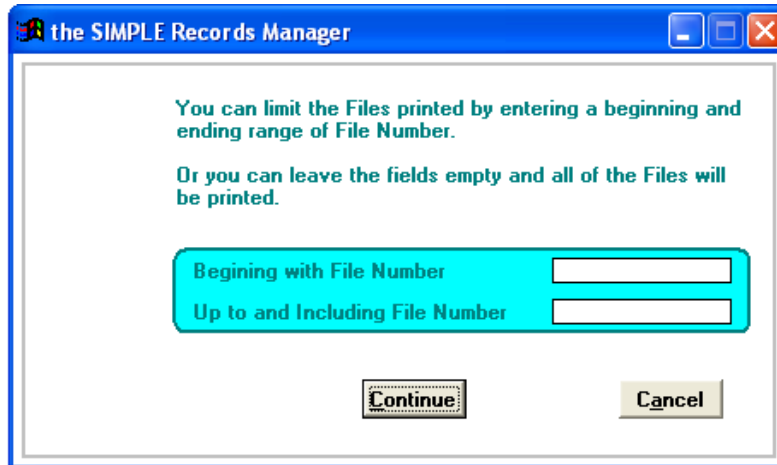 the SIMPLE Records Manager
You can limit the Files printed by entering a beginning and
ending range of File Number.
Or you can leave the fields empty and all of the Files will
be printed.
Begining with File Number
Up to and Including File Number
Continue Cancel